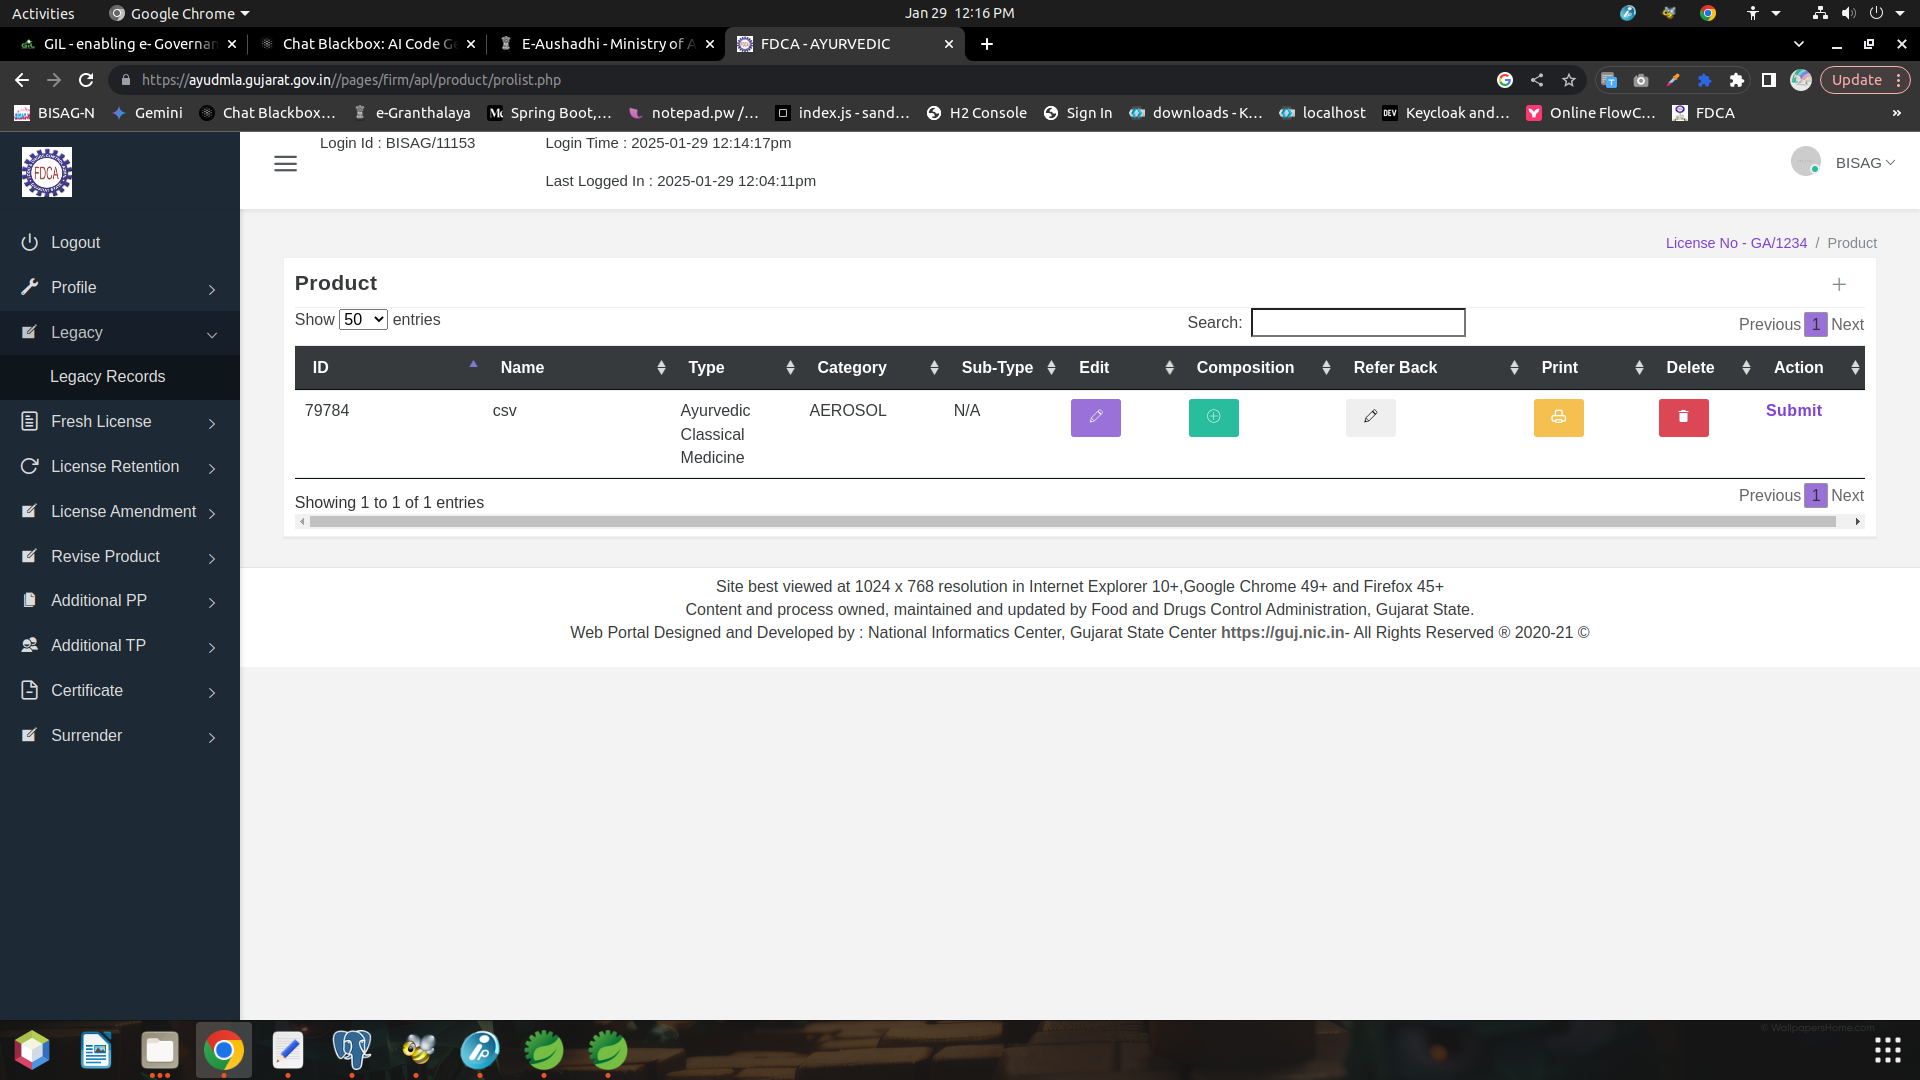 Activities
Google Chrome
Jan 29 12:16 PM
GIL - enabling e- Governan
Chat Blackbox: AI Code Ge
E-Aushadhi - Ministry of A
FDCA - AYURVEDIC
https://ayudmla.gujarat.gov.in//pages/firm/apl/product/prolist.php
Update
BISAG-N
Gemini
Chat Blackbox…
e-Granthalaya
Spring Boot,…
notepad.pw /…
index.js - sand…
H2 Console
Sign In
downloads - K…
localhost
Keycloak and…
Online FlowC…
FDCA
»
FDCA
Login Id : BISAG/11153
Login Time : 2025-01-29 12:14:17pm
Last Logged In : 2025-01-29 12:04:11pm
BISAG
Logout
Profile
Legacy
Legacy Records
Fresh License
License Retention
License Amendment
Revise Product
Additional PP
Additional TP
Certificate
Surrender
License No - GA/1234 / Product
Product
Show 50 entries
Search:
Previous 1 Next
ID Name Type Category Sub-Type Edit Composition Refer Back Print Delete Action
79784 csv Ayurvedic AEROSOL N/A Submit
Classical
Medicine
Showing 1 to 1 of 1 entries
Previous 1 Next
Site best viewed at 1024 x 768 resolution in Internet Explorer 10+,Google Chrome 49+ and Firefox 45+
Content and process owned, maintained and updated by Food and Drugs Control Administration, Gujarat State.
Web Portal Designed and Developed by : National Informatics Center, Gujarat State Center https://guj.nic.in- All Rights Reserved ® 2020-21 ©
© WallpapersHome.com